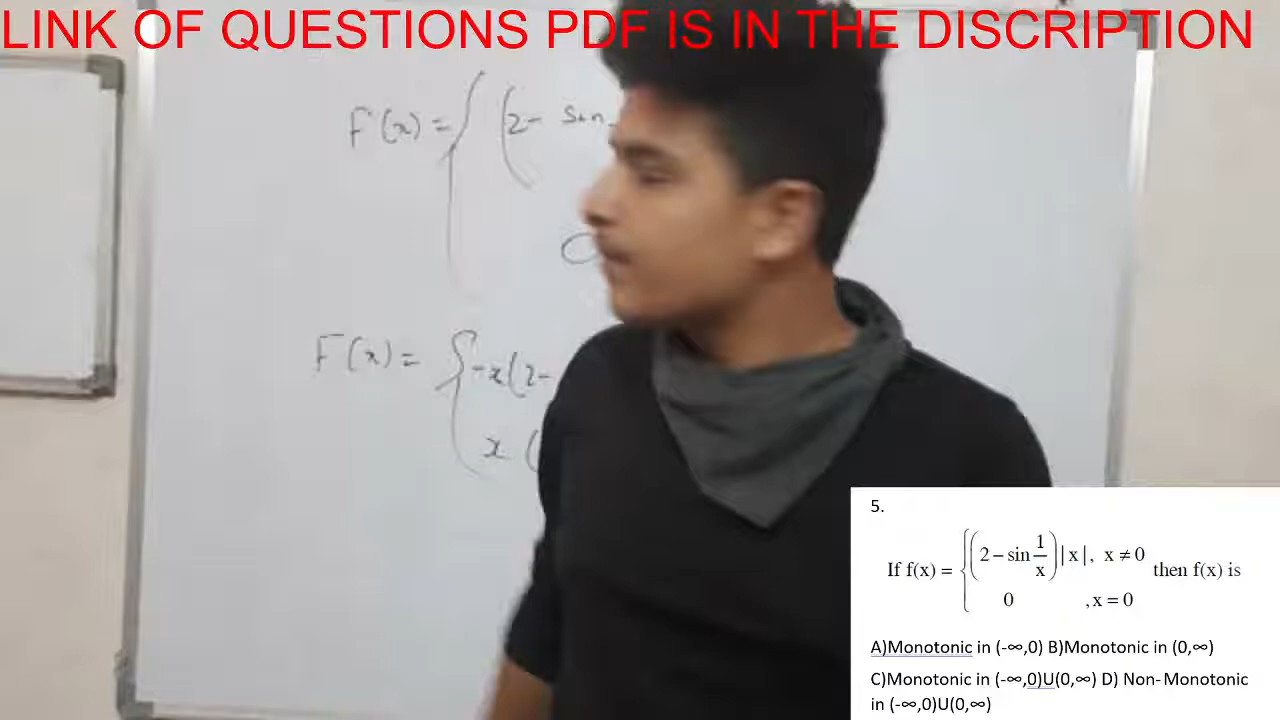 LINK OF QUESTIONS PDF IS IN THE DISCRIPTION
F(x) = { (2- sin
0
F(x) = { -x(2-
x (
5.
If f(x) = { (2 − sin 1/x) | x |, x ≠ 0 then f(x) is
0 , x = 0
A)Monotonic in (-∞,0) B)Monotonic in (0,∞)
C)Monotonic in (-∞,0)U(0,∞) D) Non-Monotonic
in (-∞,0)U(0,∞)